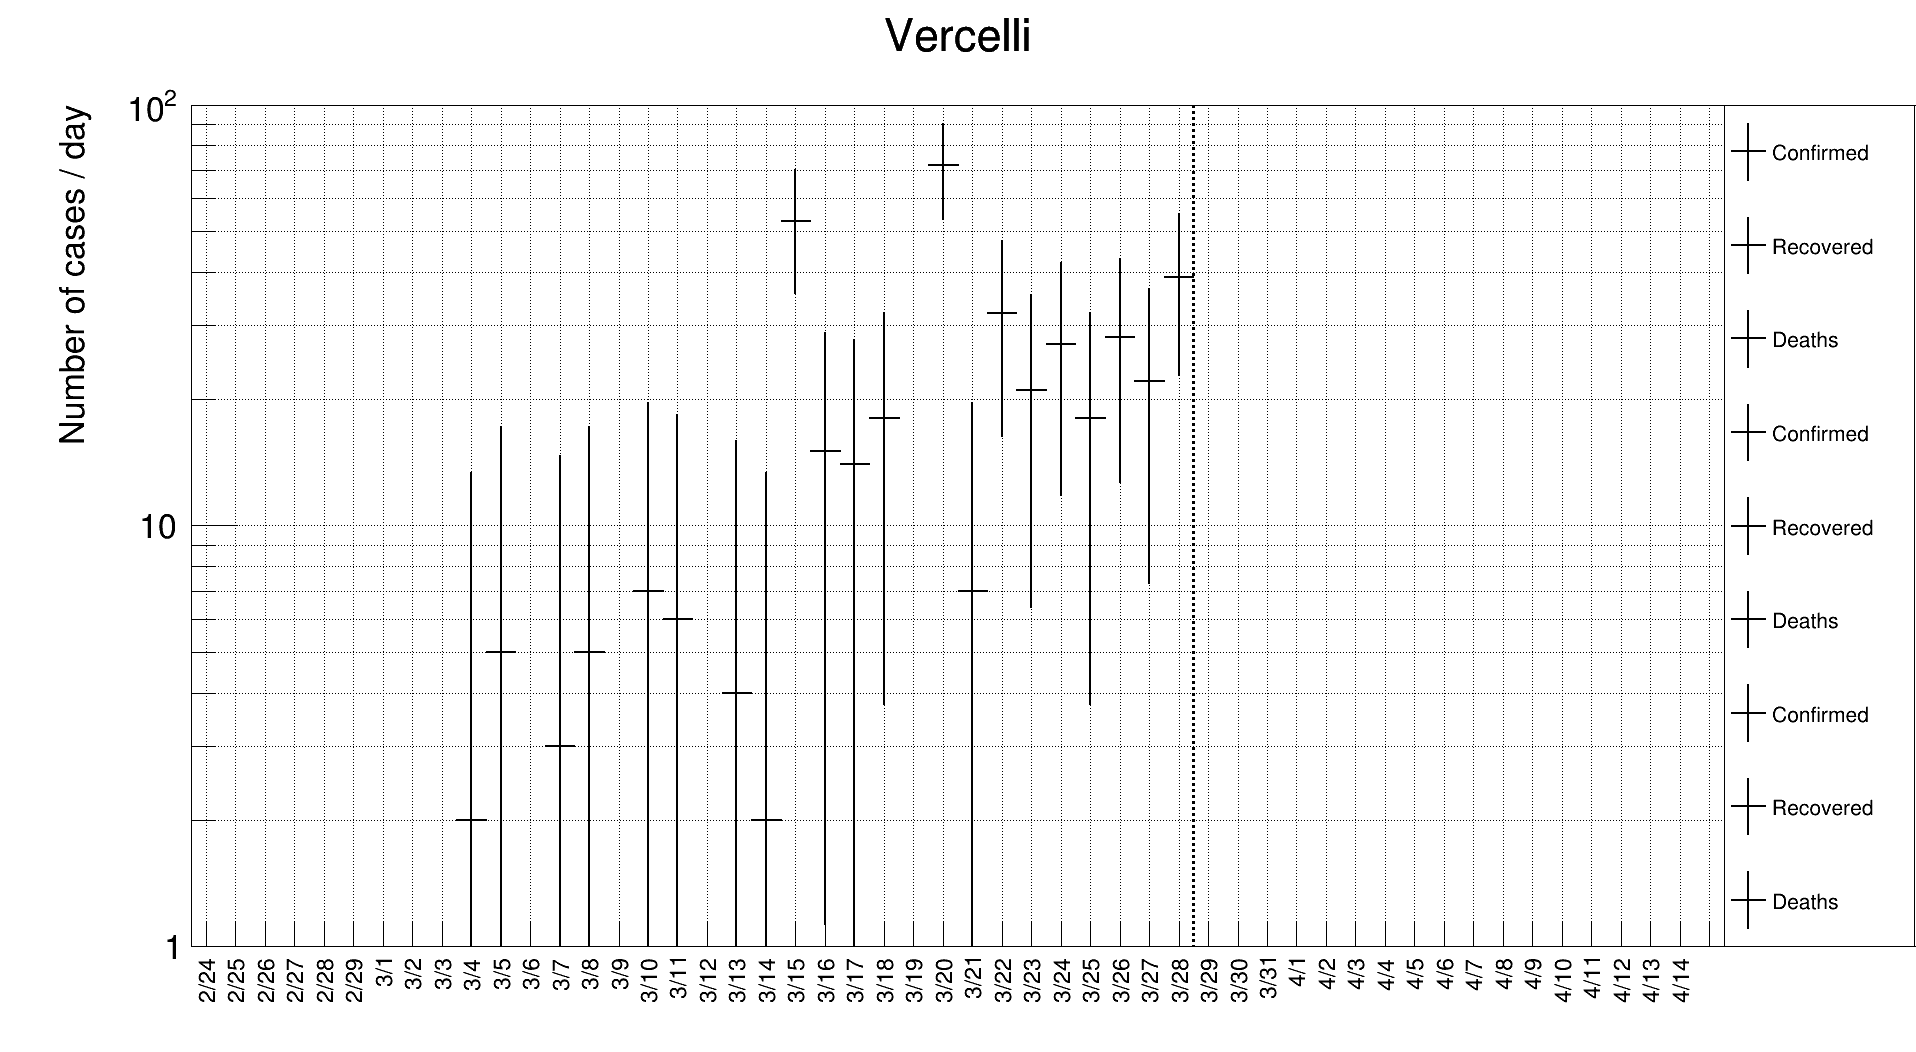 Vercelli
Number of cases / day
10²
10
1
2/24 2/25 2/26 2/27 2/28 2/29 3/1 3/2 3/3 3/4 3/5 3/6 3/7 3/8 3/9 3/10 3/11 3/12 3/13 3/14 3/15 3/16 3/17 3/18 3/19 3/20 3/21 3/22 3/23 3/24 3/25 3/26 3/27 3/28 3/29 3/30 3/31 4/1 4/2 4/3 4/4 4/5 4/6 4/7 4/8 4/9 4/10 4/11 4/12 4/13 4/14
Confirmed
Recovered
Deaths
Confirmed
Recovered
Deaths
Confirmed
Recovered
Deaths